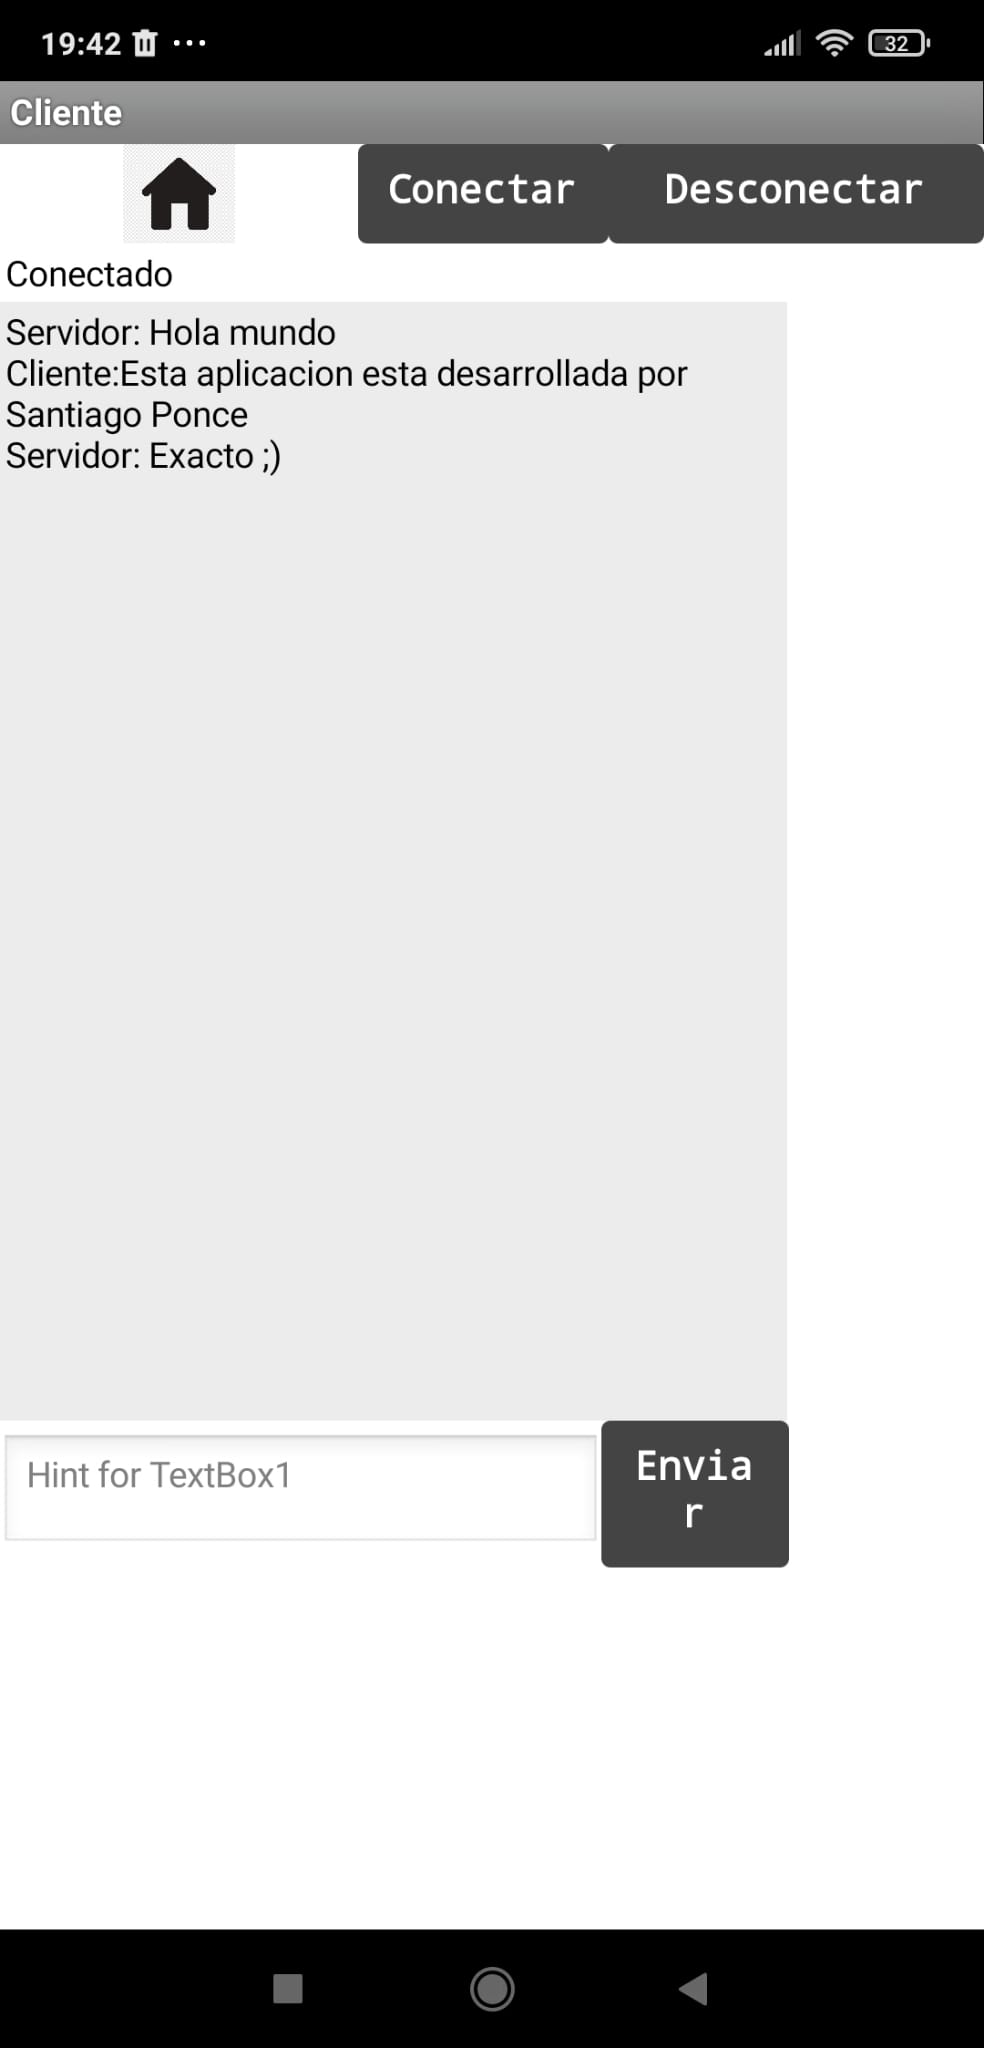 19:42
32
Cliente
Conectar
Desconectar
Conectado
Servidor: Hola mundo
Cliente:Esta aplicacion esta desarrollada por
Santiago Ponce
Servidor: Exacto ;)
Hint for TextBox1
Envia
r